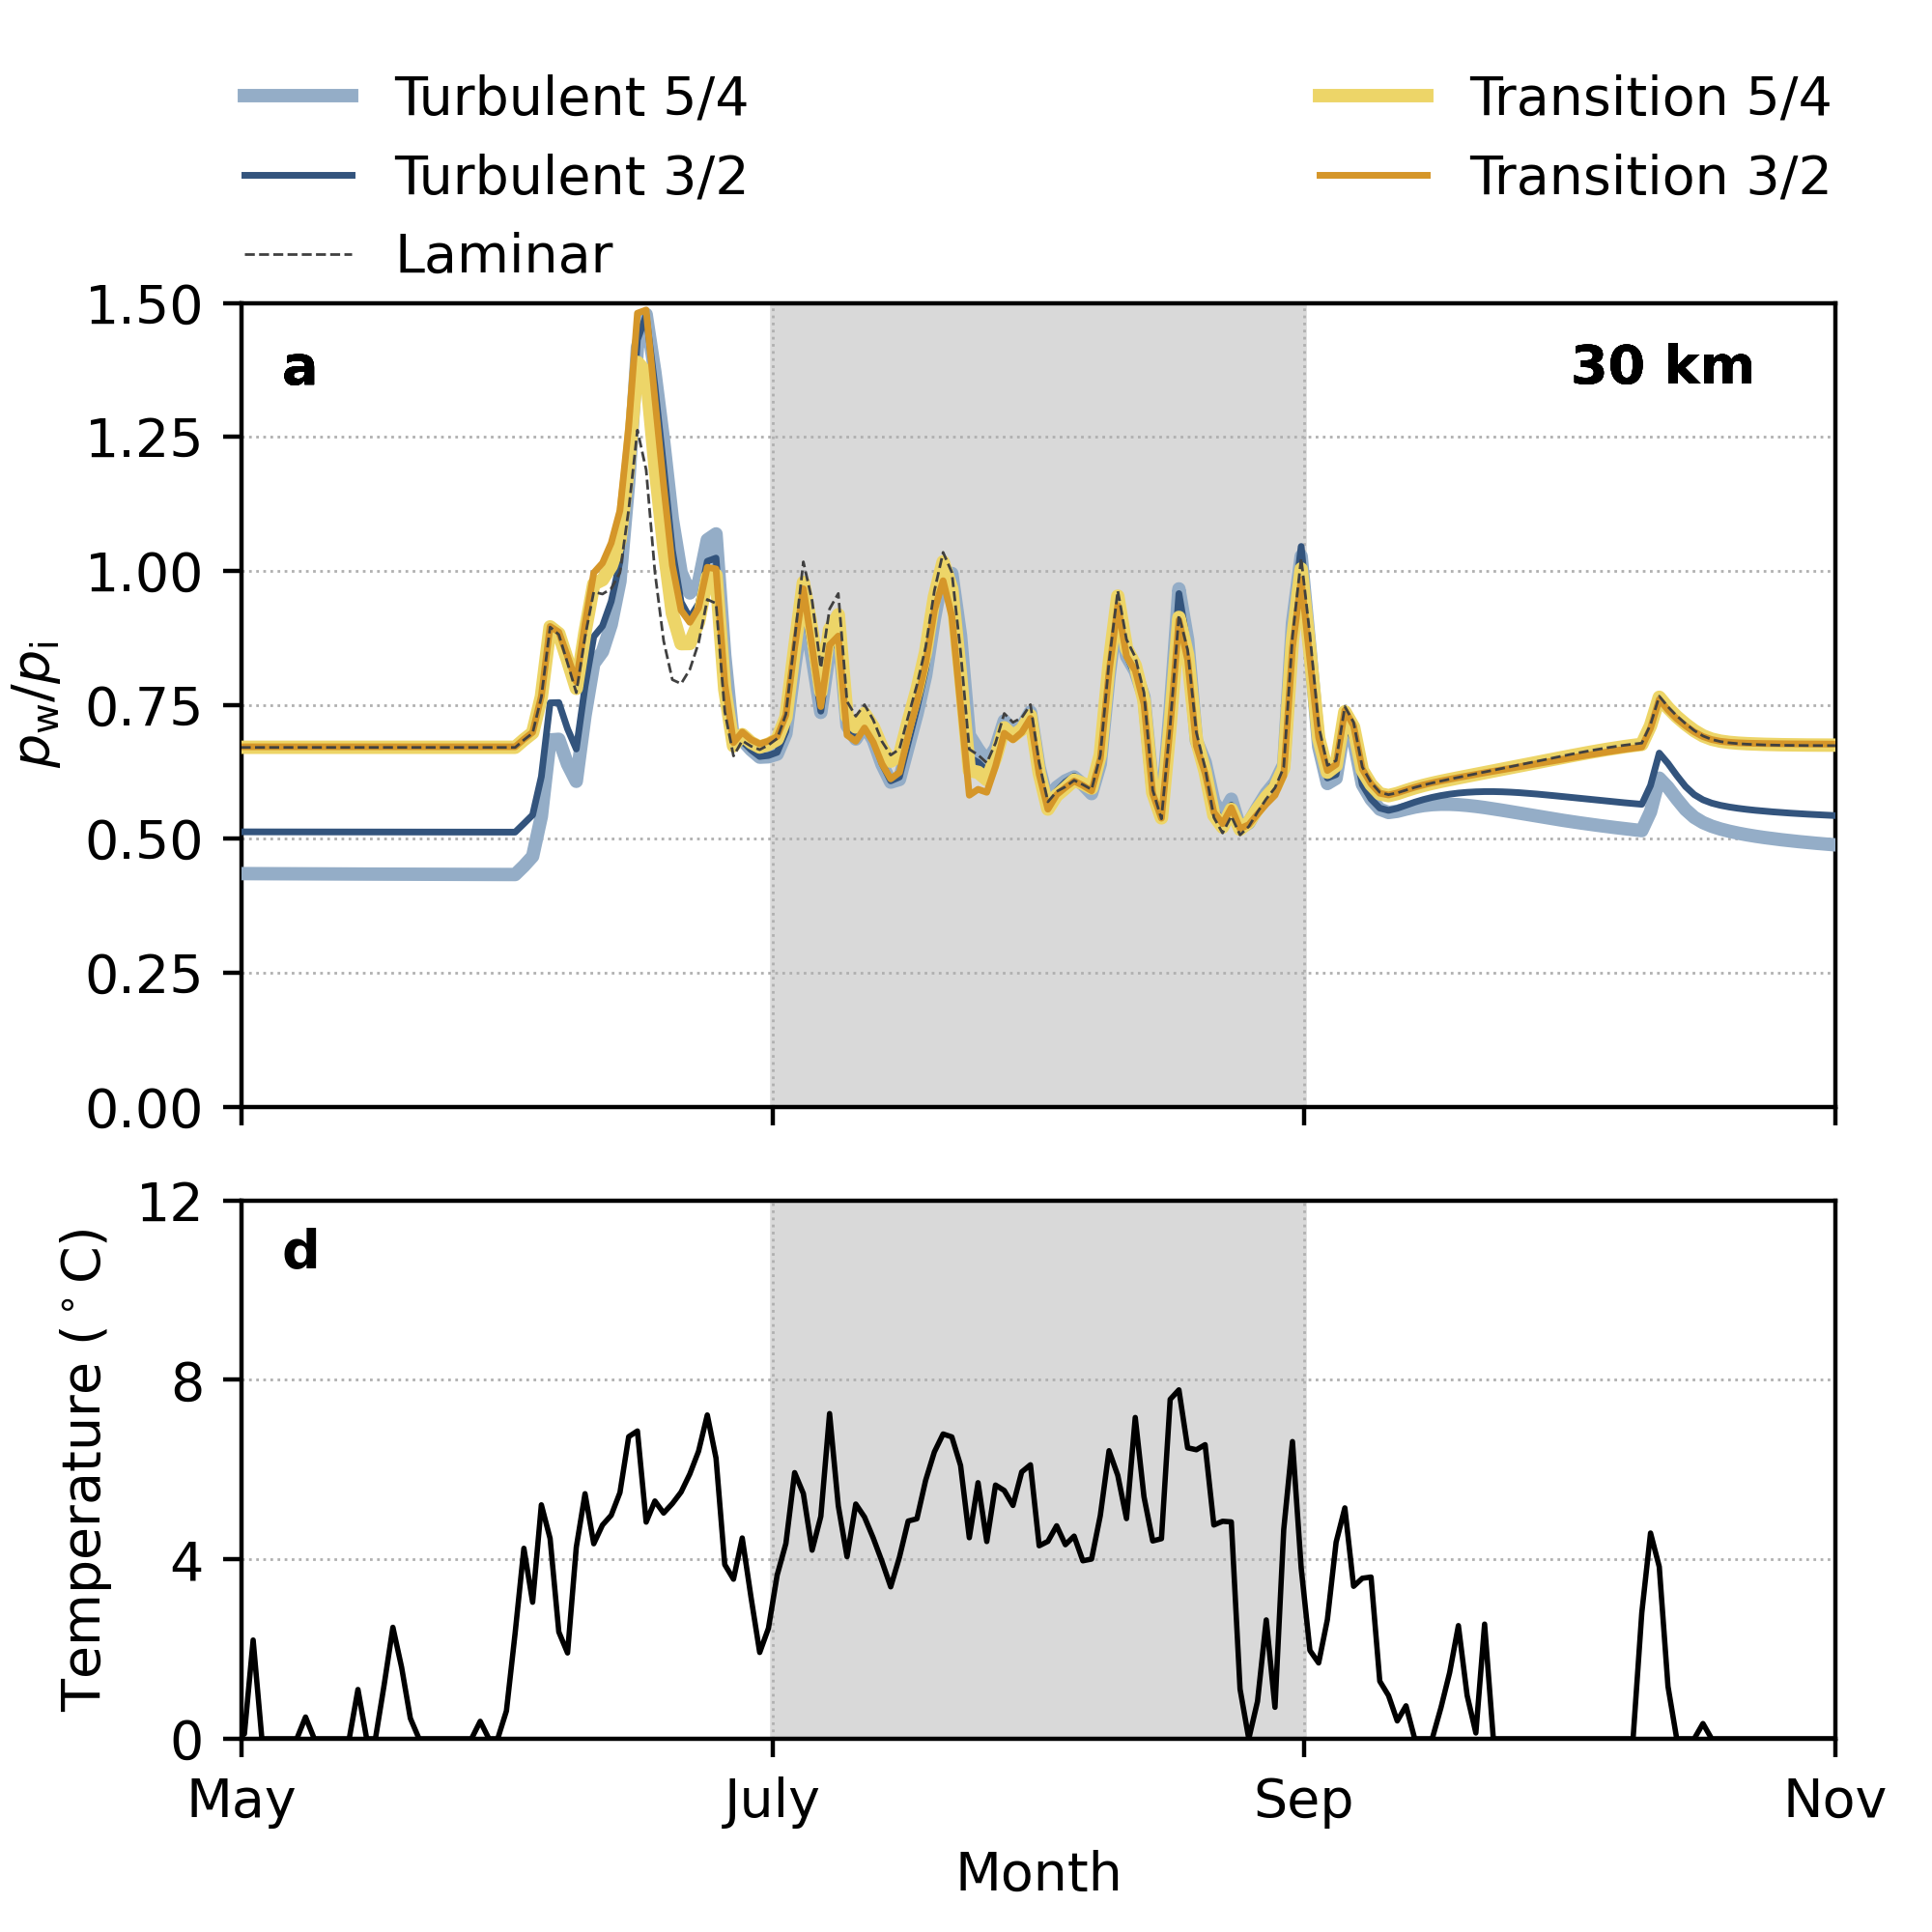 Turbulent 5/4
Turbulent 3/2
Laminar
Transition 5/4
Transition 3/2
1.50
1.25
1.00
0.75
0.50
0.25
0.00
pw/pi
a
30 km
12
8
4
0
Temperature (°C)
d
May
July
Sep
Nov
Month